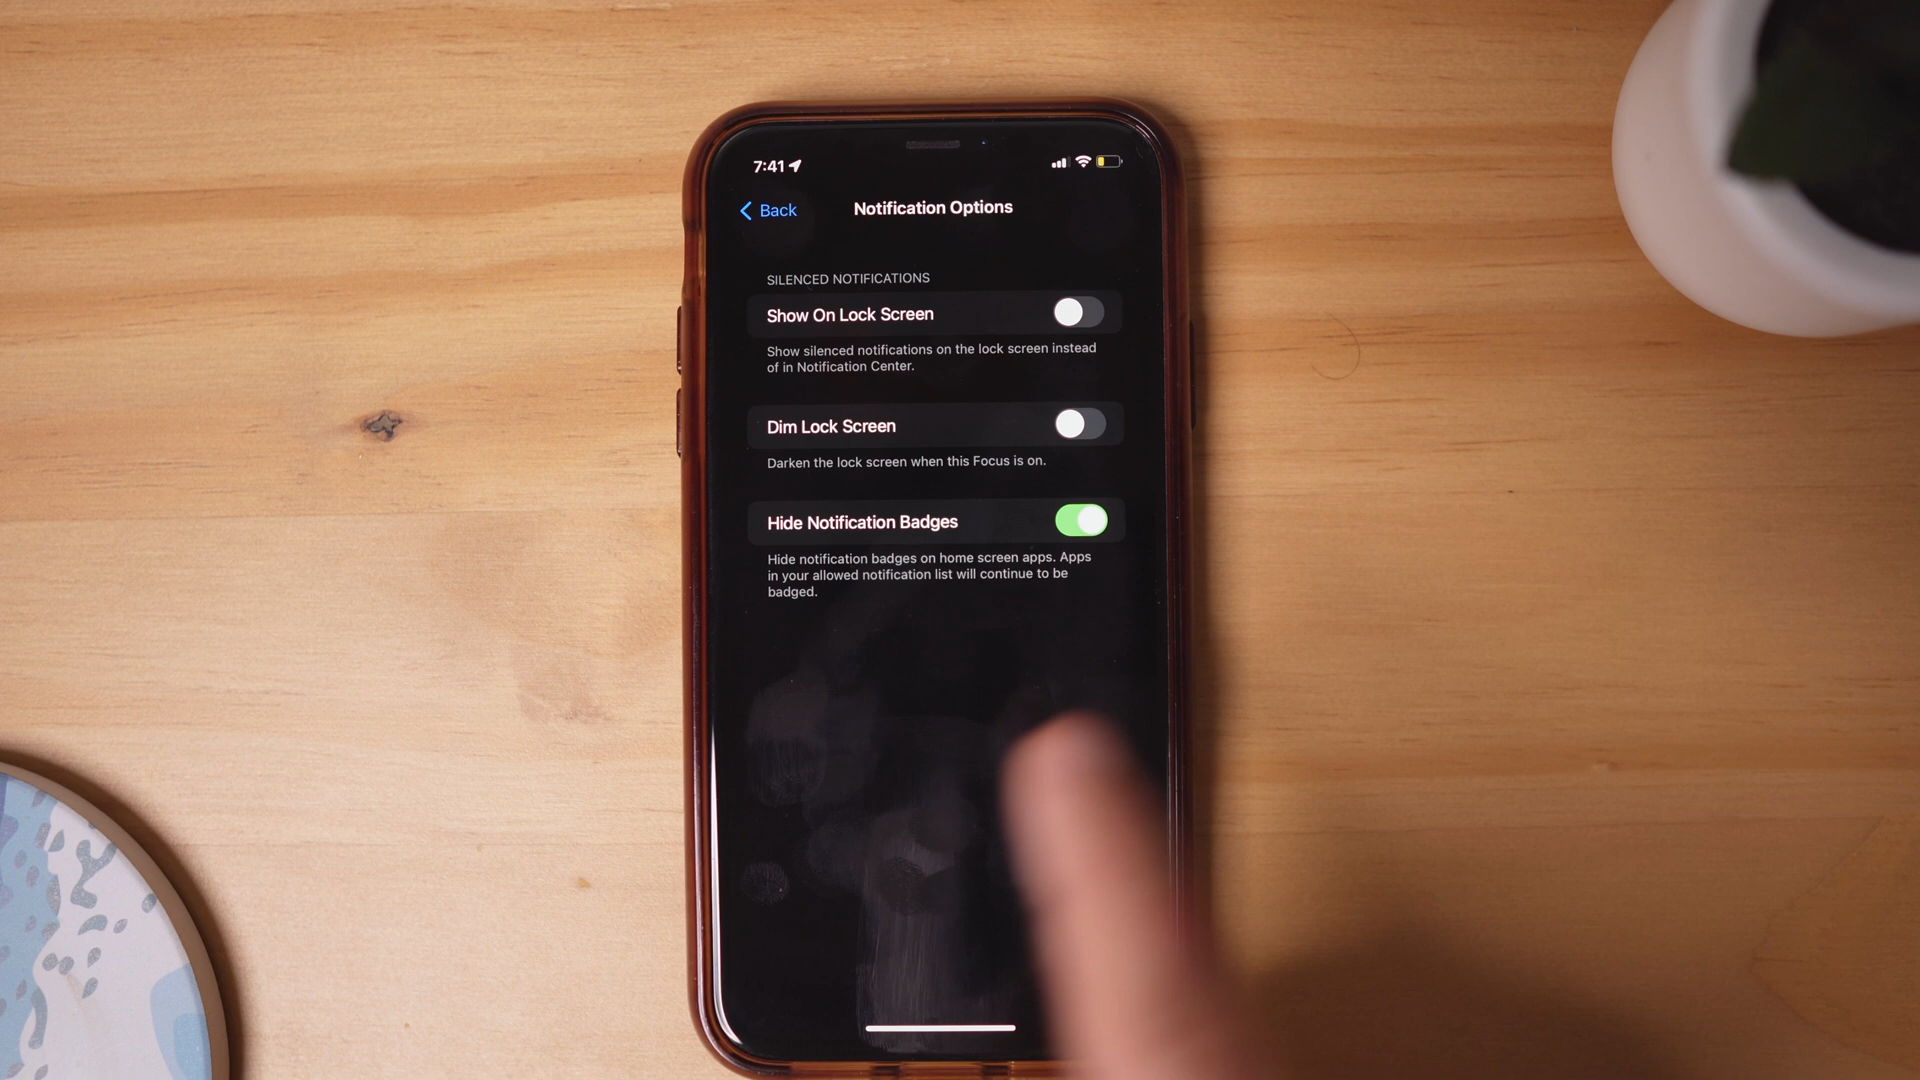 7:41
Back
Notification Options
SILENCED NOTIFICATIONS
Show On Lock Screen
Show silenced notifications on the lock screen instead
of in Notification Center.
Dim Lock Screen
Darken the lock screen when this Focus is on.
Hide Notification Badges
Hide notification badges on home screen apps. Apps
in your allowed notification list will continue to be
badged.